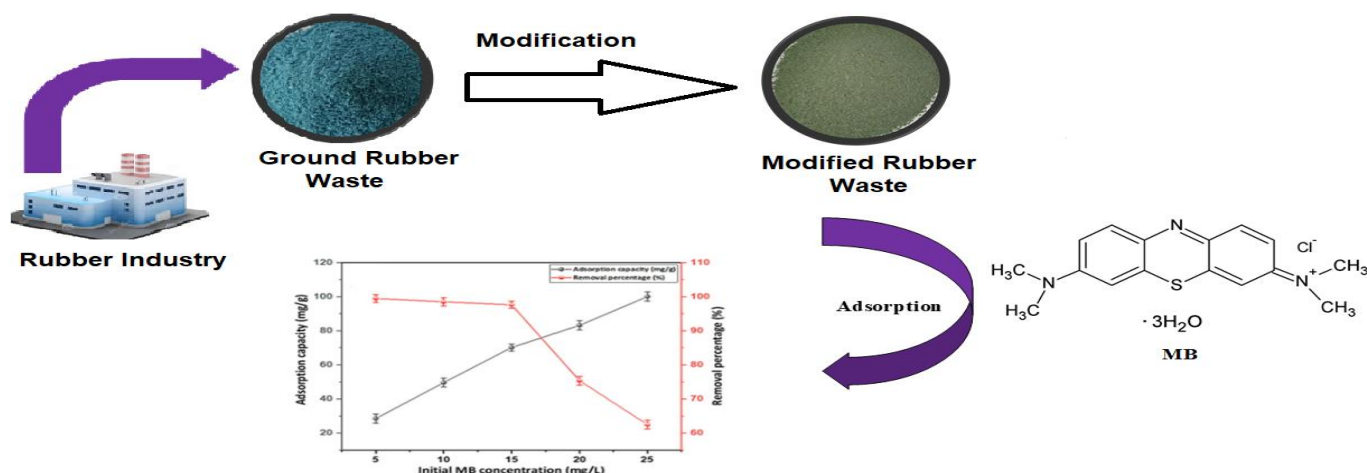 Modification
Ground Rubber
Waste
Modified Rubber
Waste
Rubber Industry
Adsorption capacity (mg/g)
Removal percentage (%)
120
100
80
60
40
20
Adsorption capacity (mg/g)
110
100
90
80
70
60
Removal percentage (%)
5 10 15 20 25
Initial MB concentration (mg/L)
Adsorption
N
Cl-
H₃C
N
S
N+
CH₃
CH₃
CH₃
· 3H₂O
MB